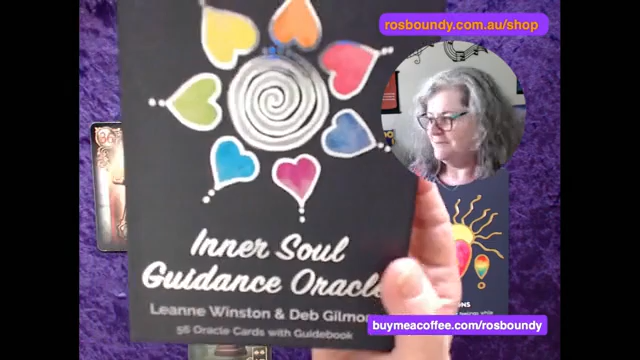 rosboundy.com.au/shop
36
Inner Soul
Guidance Oracle
Leanne Winston & Deb Gilmo
56 Oracle Cards with Guidebook
buymeacoffee.com/rosboundy